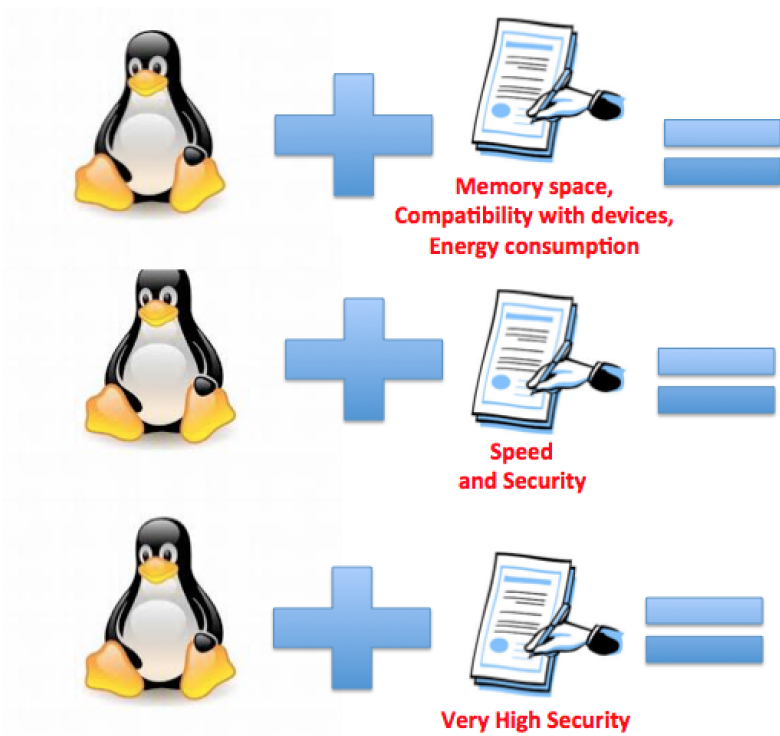 Memory space,
Compatibility with devices,
Energy consumption
Speed
and Security
Very High Security